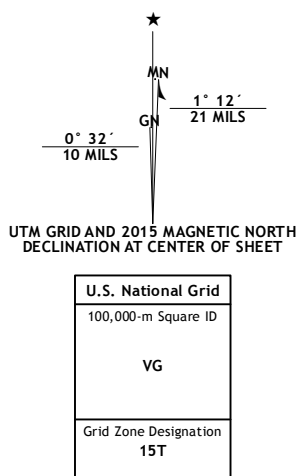 ★
MN
GN
1° 12´
21 MILS
0° 32´
10 MILS
UTM GRID AND 2015 MAGNETIC NORTH
DECLINATION AT CENTER OF SHEET
U.S. National Grid
100,000-m Square ID
VG
Grid Zone Designation
15T